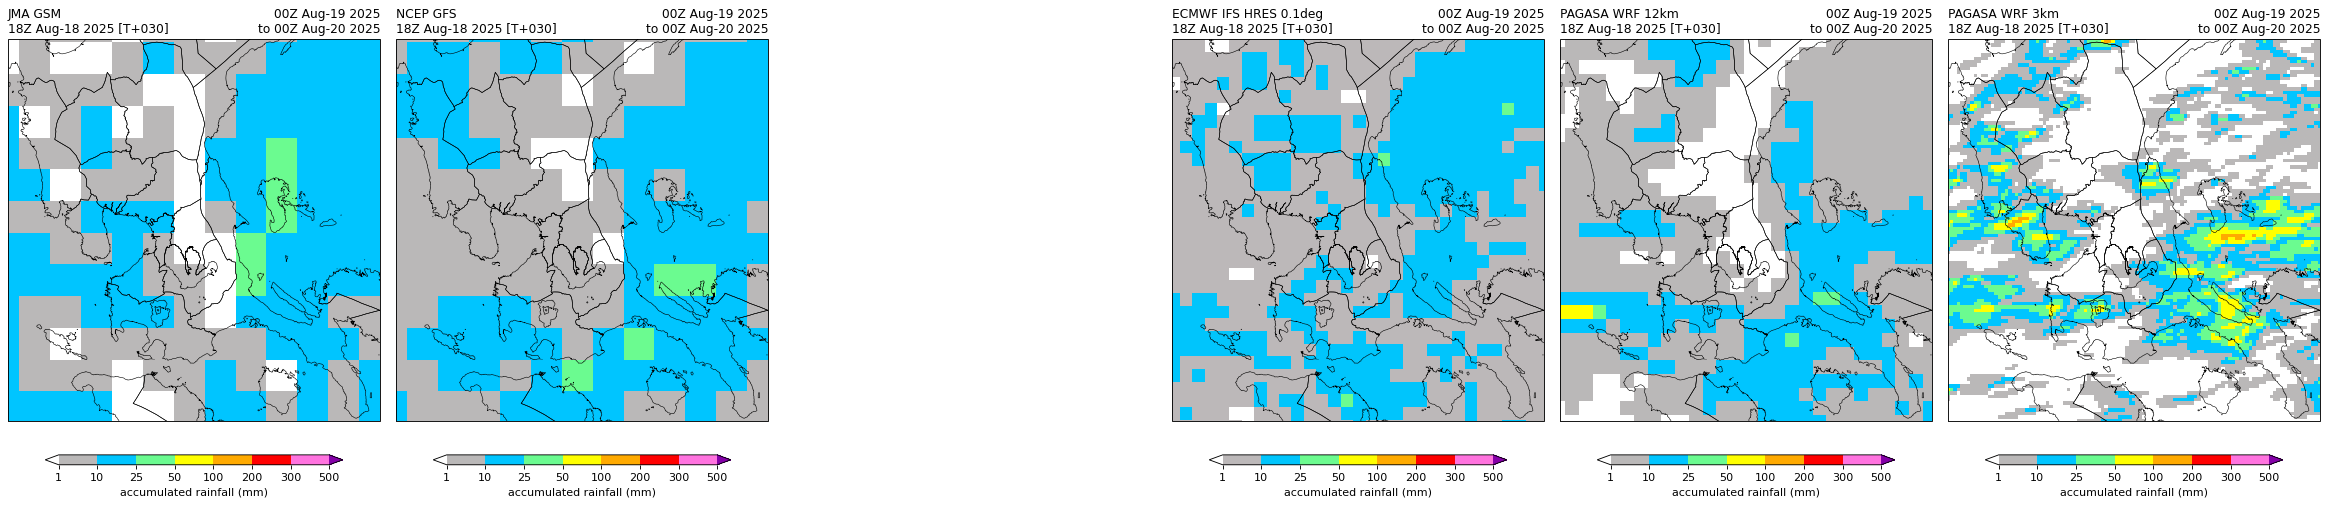 JMA GSM 00Z Aug-19 2025
18Z Aug-18 2025 [T+030] to 00Z Aug-20 2025
NCEP GFS 00Z Aug-19 2025
18Z Aug-18 2025 [T+030] to 00Z Aug-20 2025
ECMWF IFS HRES 0.1deg 00Z Aug-19 2025
18Z Aug-18 2025 [T+030] to 00Z Aug-20 2025
PAGASA WRF 12km 00Z Aug-19 2025
18Z Aug-18 2025 [T+030] to 00Z Aug-20 2025
PAGASA WRF 3km 00Z Aug-19 2025
18Z Aug-18 2025 [T+030] to 00Z Aug-20 2025
1 10 25 50 100 200 300 500
accumulated rainfall (mm)
1 10 25 50 100 200 300 500
accumulated rainfall (mm)
1 10 25 50 100 200 300 500
accumulated rainfall (mm)
1 10 25 50 100 200 300 500
accumulated rainfall (mm)
1 10 25 50 100 200 300 500
accumulated rainfall (mm)